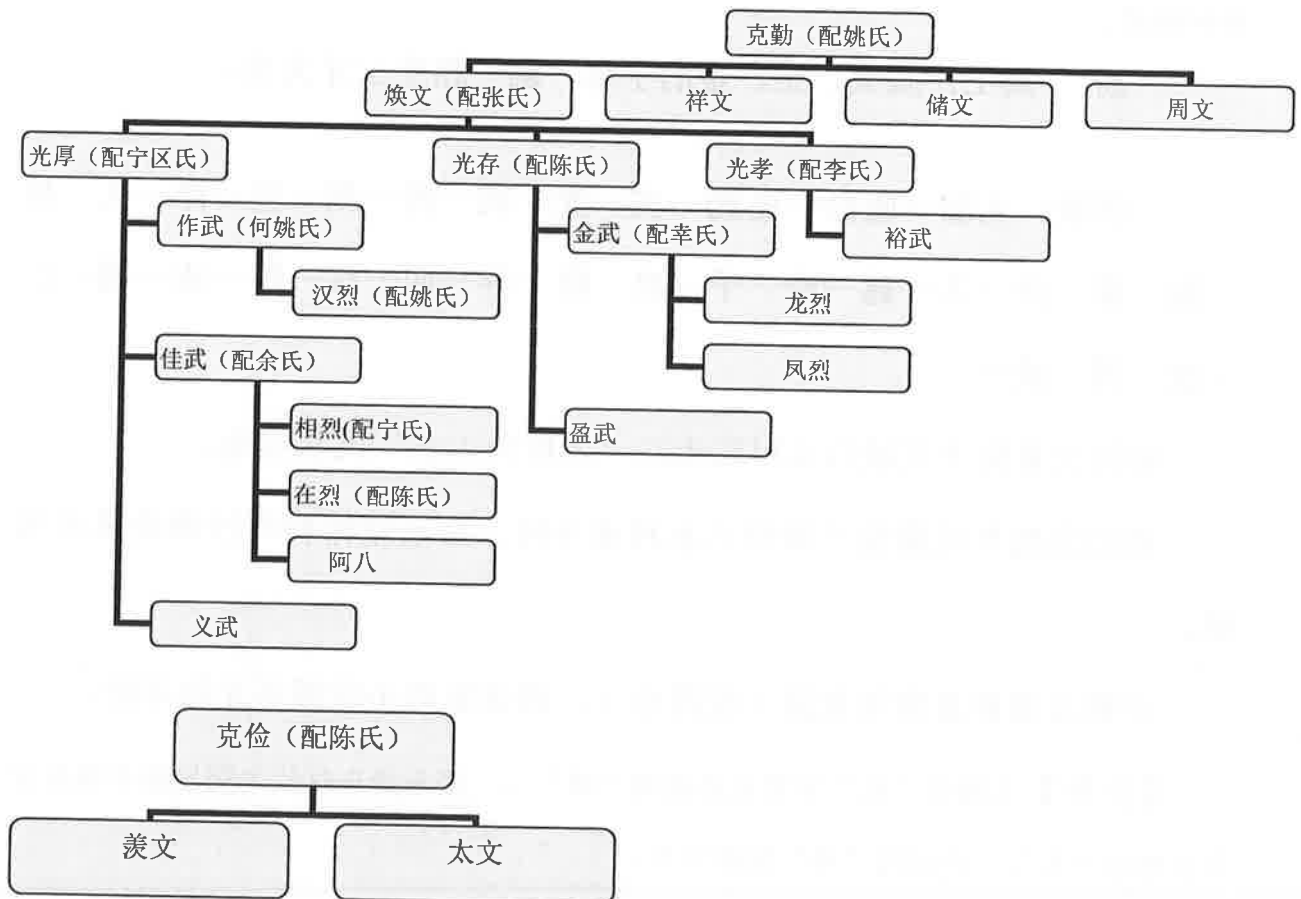 克勤（配姚氏）
焕文（配张氏）
祥文
储文
周文
光厚（配宁区氏）
光存（配陈氏）
光孝（配李氏）
作武（何姚氏）
金武（配幸氏）
裕武
汉烈（配姚氏）
龙烈
佳武（配余氏）
凤烈
相烈(配宁氏)
盈武
在烈（配陈氏）
阿八
义武
克俭（配陈氏）
羡文
太文